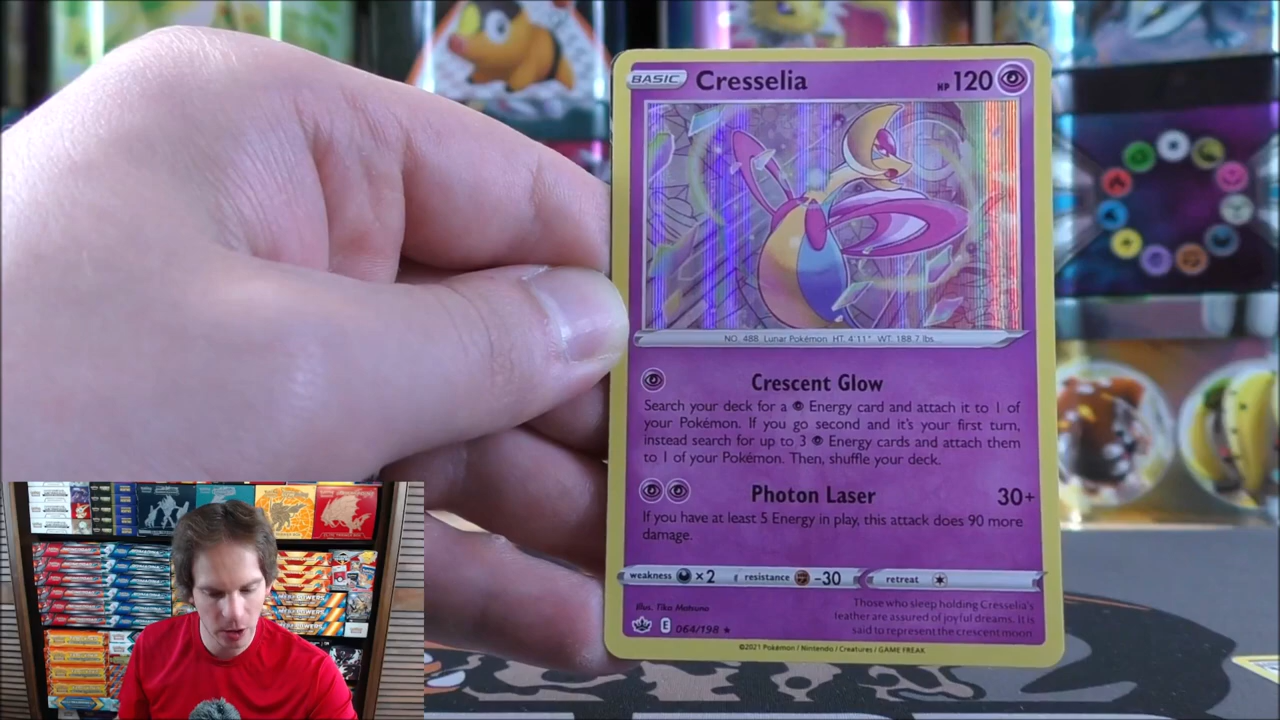 BASIC Cresselia HP 120
NO. 488 Lunar Pokémon HT: 4'11" WT: 188.7 lbs.
Crescent Glow
Search your deck for a Energy card and attach it to 1 of
your Pokémon. If you go second and it's your first turn,
instead search for up to 3 Energy cards and attach them
to 1 of your Pokémon. Then, shuffle your deck.
Photon Laser 30+
If you have at least 5 Energy in play, this attack does 90 more
damage.
weakness ×2 resistance -30 retreat
Illus. Tika Matsuno
Those who sleep holding Cresselia's
feather are assured of joyful dreams. It is
said to represent the crescent moon.
E 064/198 ★
©2021 Pokémon / Nintendo / Creatures / GAME FREAK